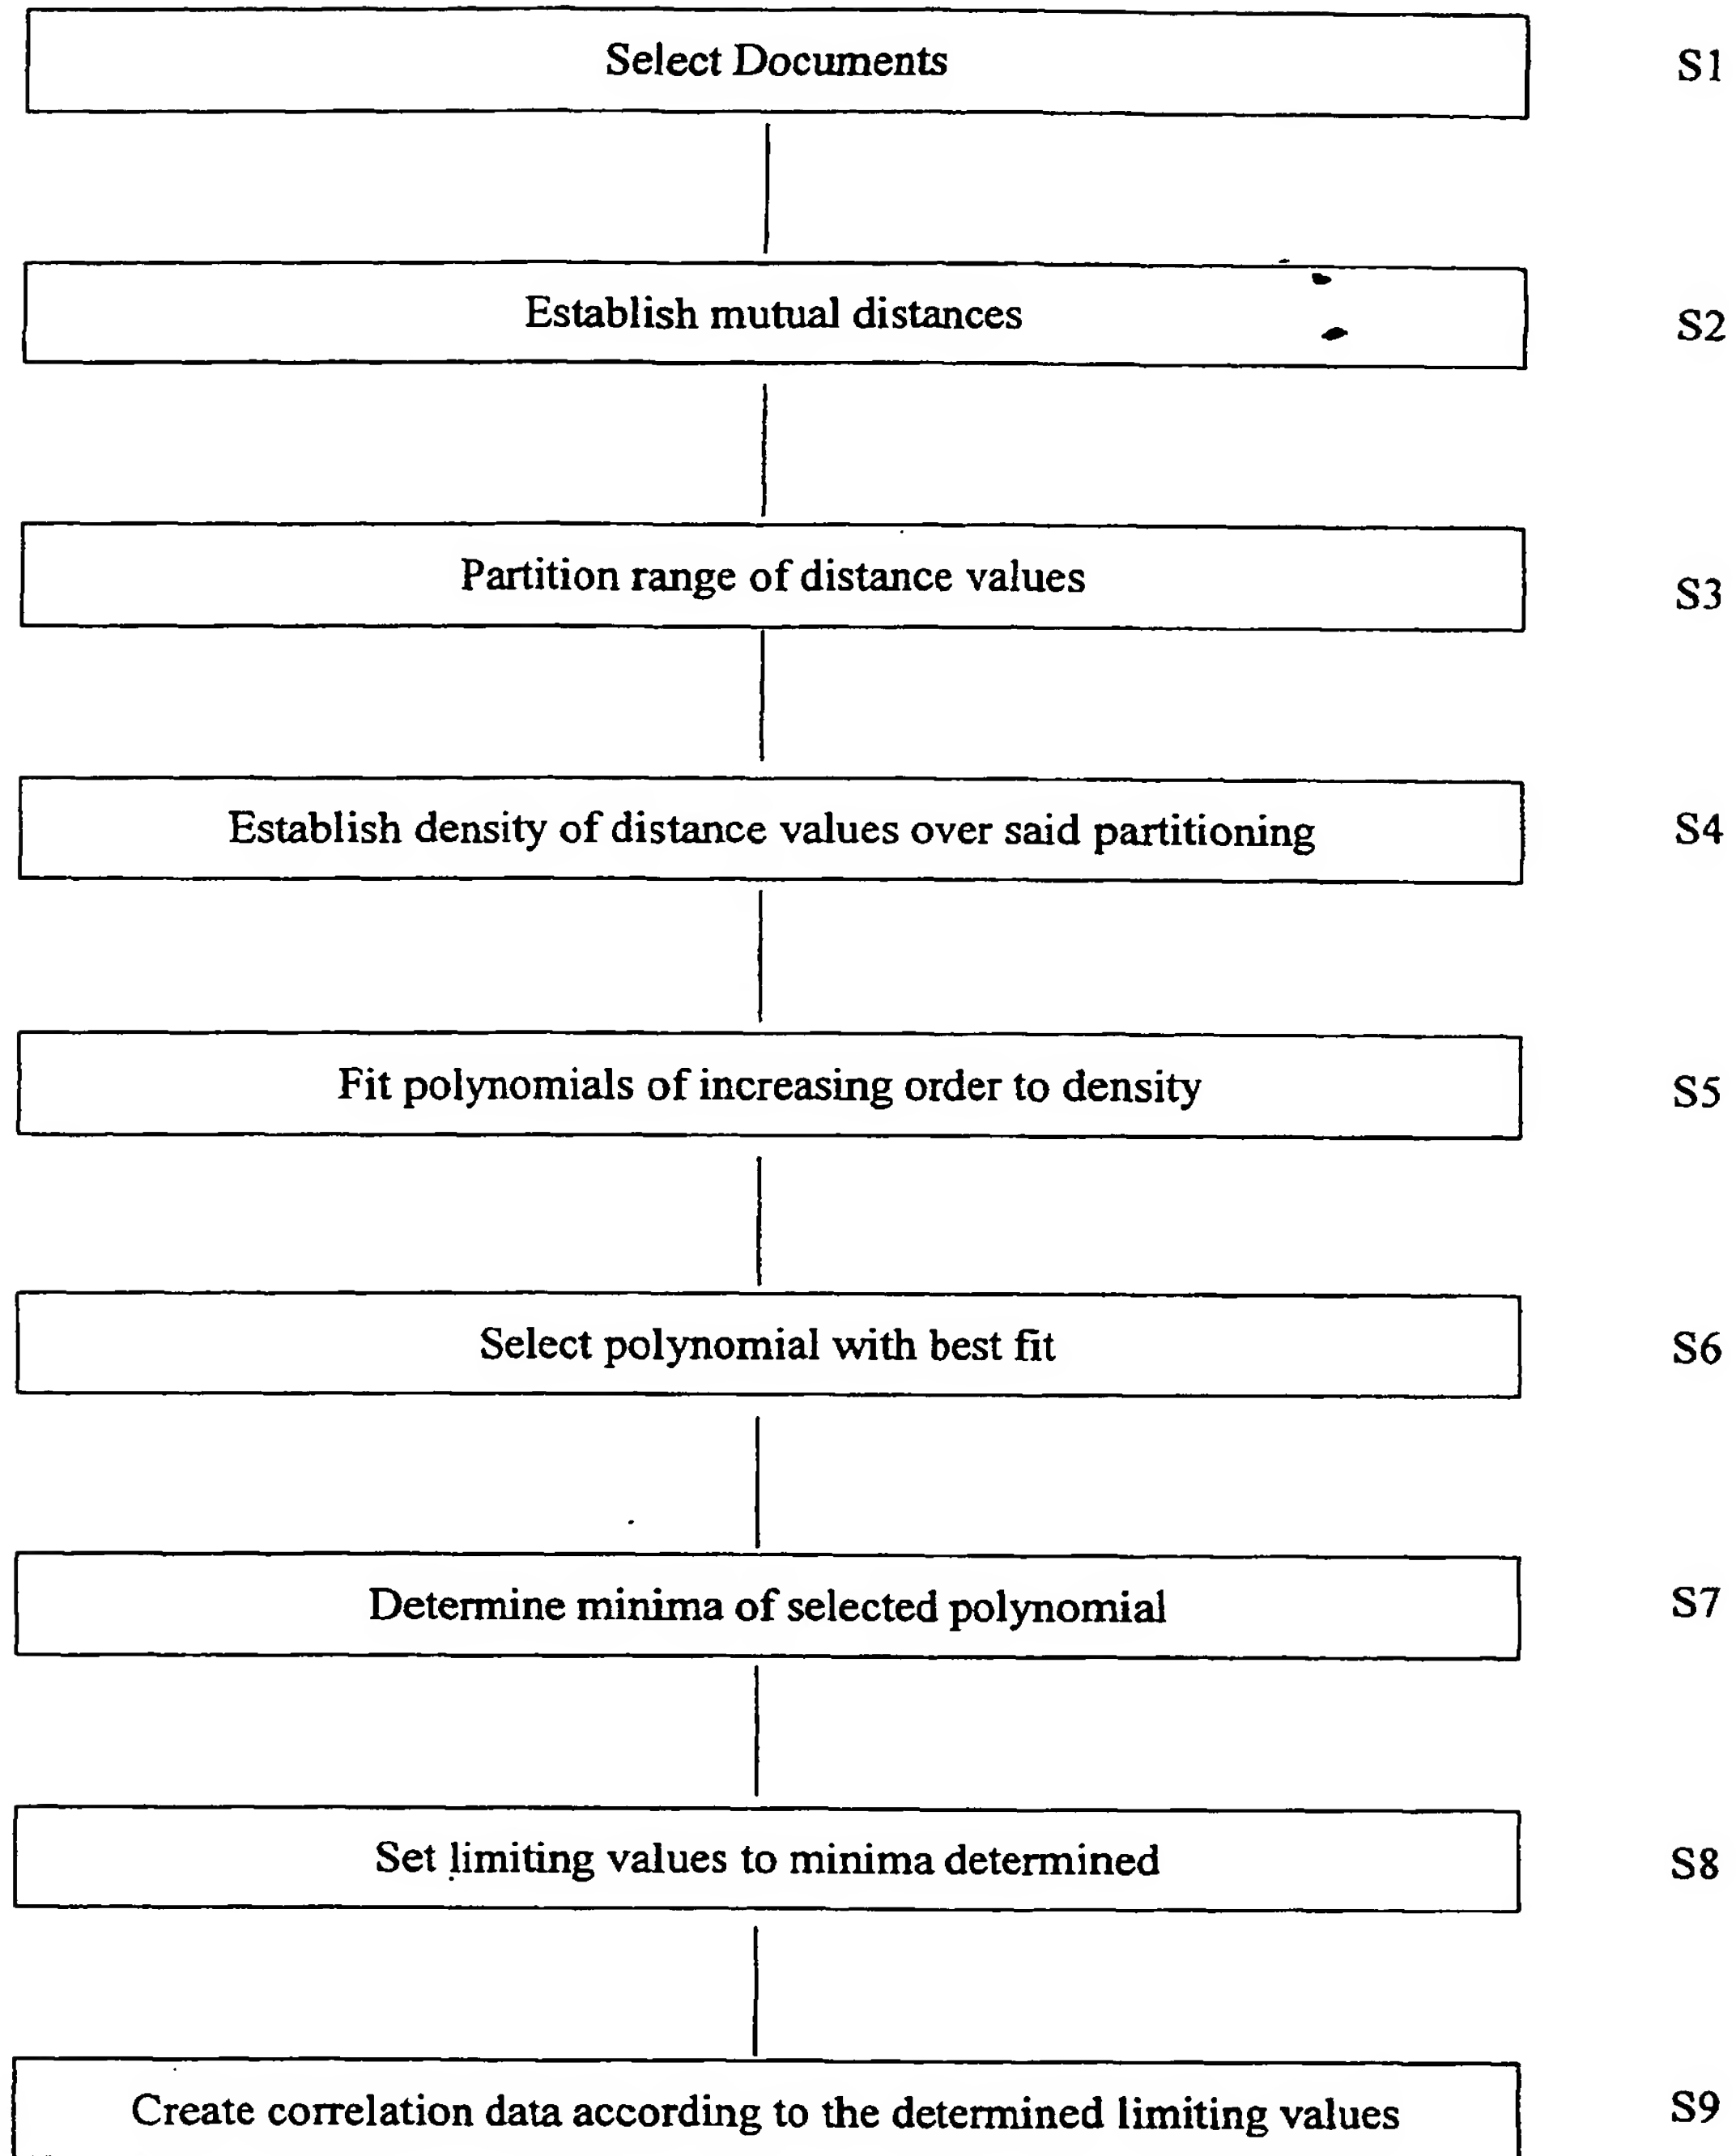 Select Documents S1
Establish mutual distances S2
Partition range of distance values S3
Establish density of distance values over said partitioning S4
Fit polynomials of increasing order to density S5
Select polynomial with best fit S6
Determine minima of selected polynomial S7
Set limiting values to minima determined S8
Create correlation data according to the determined limiting values S9